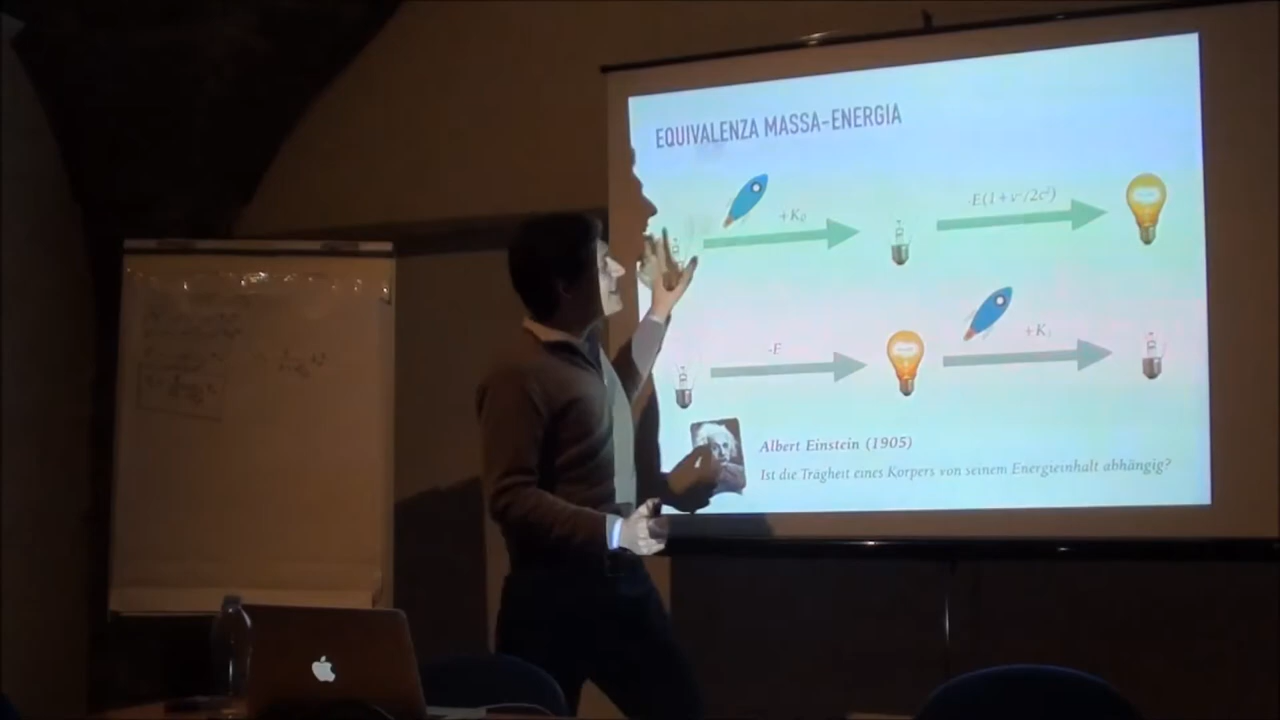 EQUIVALENZA MASSA-ENERGIA
+K₀
-E(1+v²/2c²)
-E
+K₁
Albert Einstein (1905)
Ist die Trägheit eines Korpers von seinem Energieinhalt abhängig?